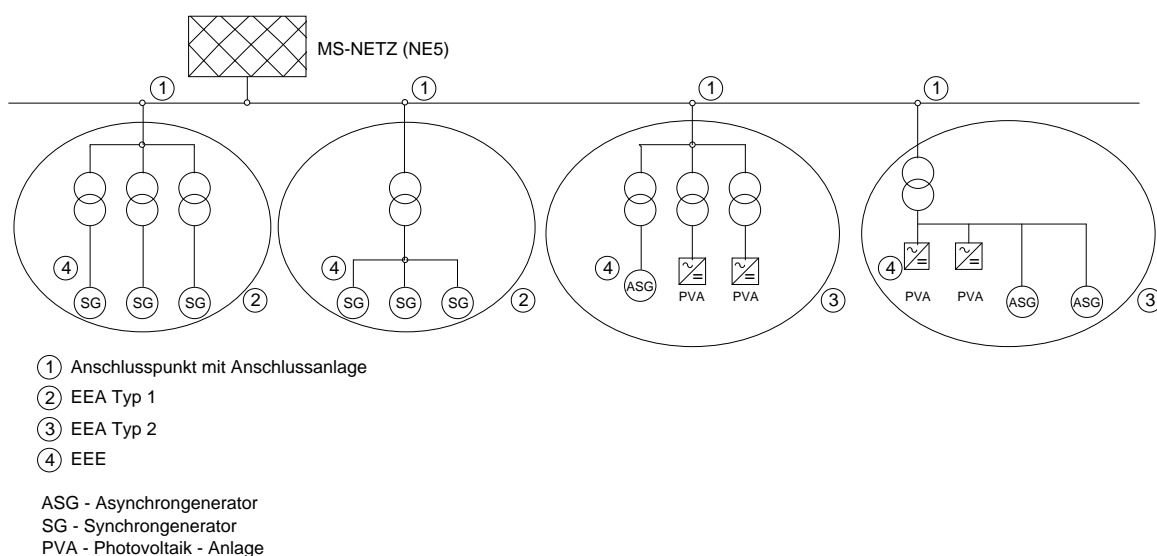 MS-NETZ (NE5)
1 1 1 1
4 4 4 4
SG SG SG 2
SG SG SG 2
ASG PVA PVA 3
PVA PVA ASG ASG 3
1 Anschlusspunkt mit Anschlussanlage
2 EEA Typ 1
3 EEA Typ 2
4 EEE
ASG - Asynchrongenerator
SG - Synchrongenerator
PVA - Photovoltaik - Anlage